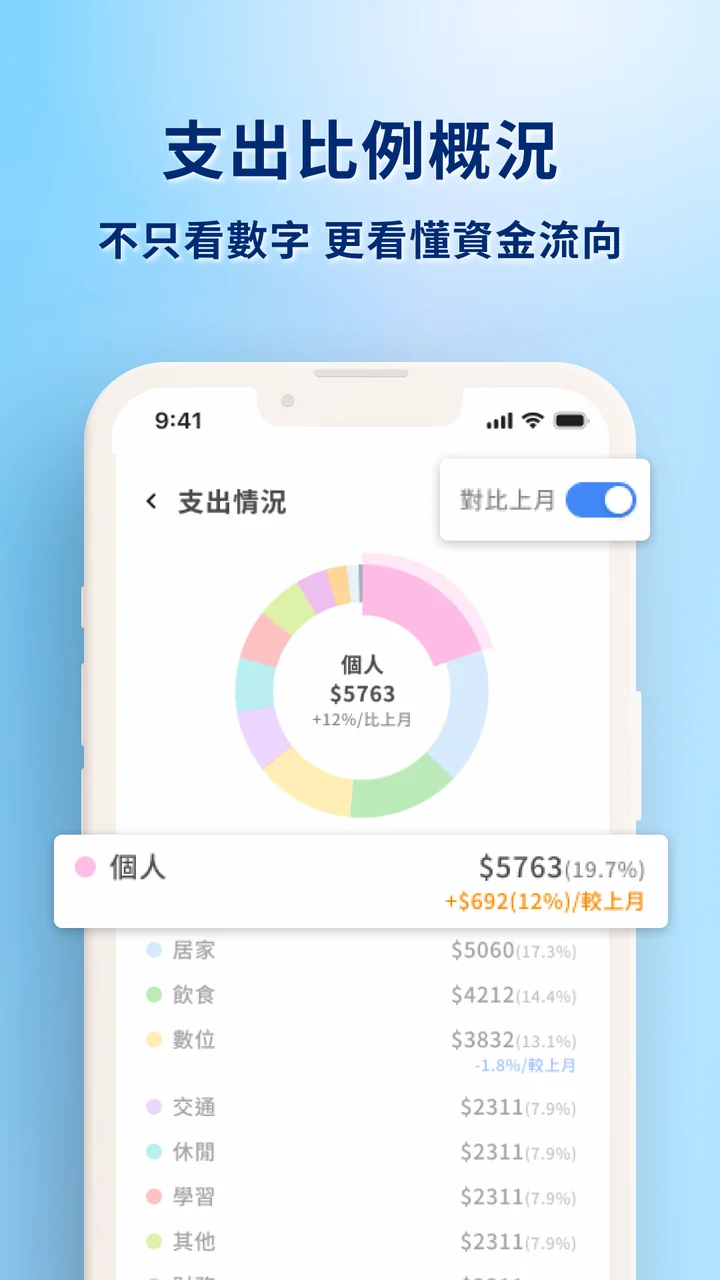 支出比例概況
不只看數字 更看懂資金流向
9:41
支出情況
對比上月
個人
$5763
+12%/比上月
個人 $5763(19.7%)
+$692(12%)/較上月
居家 $5060(17.3%)
飲食 $4212(14.4%)
數位 $3832(13.1%)
-1.8%/較上月
交通 $2311(7.9%)
休閒 $2311(7.9%)
學習 $2311(7.9%)
其他 $2311(7.9%)